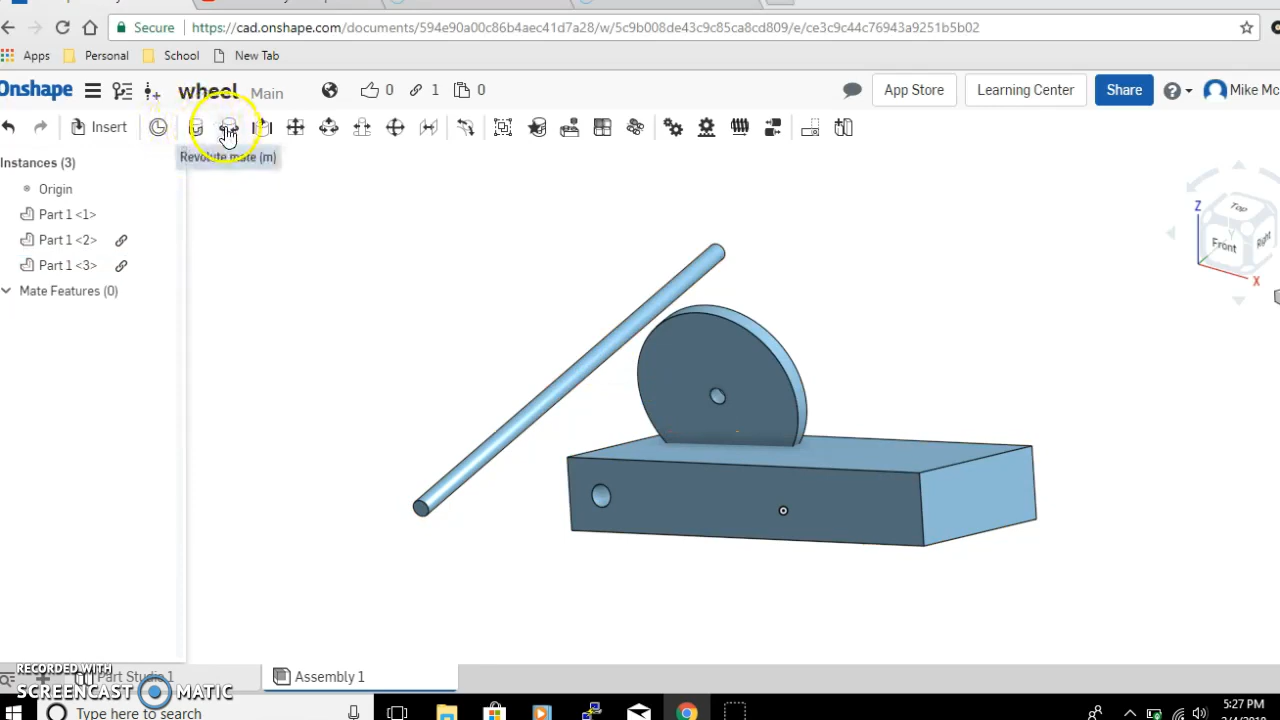 Secure https://cad.onshape.com/documents/594e90a00c86b4aec41d7a28/w/5c9b008de43c9c85ca8cd809/e/ce3c9c44c76943a9251cb5b02
Apps Personal School New Tab
Onshape wheel Main 0 1 0 App Store Learning Center Share Mike Mc
Insert
Revolute mate (m)
Instances (3)
Origin
Part 1 <1>
Part 1 <2>
Part 1 <3>
Mate Features (0)
Z
Top
Front
Right
X
Part Studio 1 Assembly 1
RECORDED WITH
SCREENCAST MATIC
Type here to search
5:27 PM